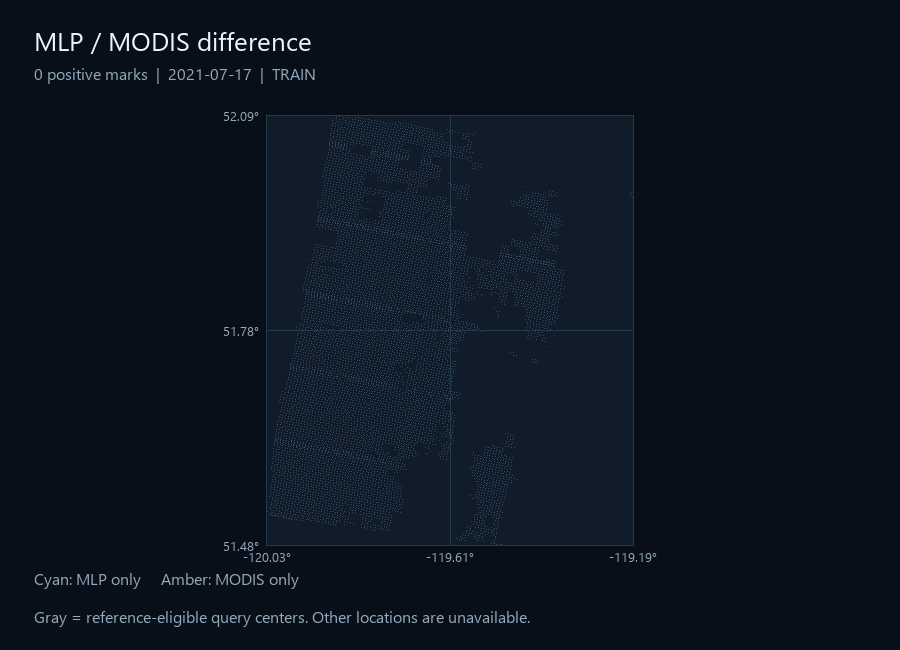 MLP / MODIS difference
0 positive marks | 2021-07-17 | TRAIN
52.09°
51.78°
51.48°
-120.03° -119.61° -119.19°
Cyan: MLP only Amber: MODIS only
Gray = reference-eligible query centers. Other locations are unavailable.